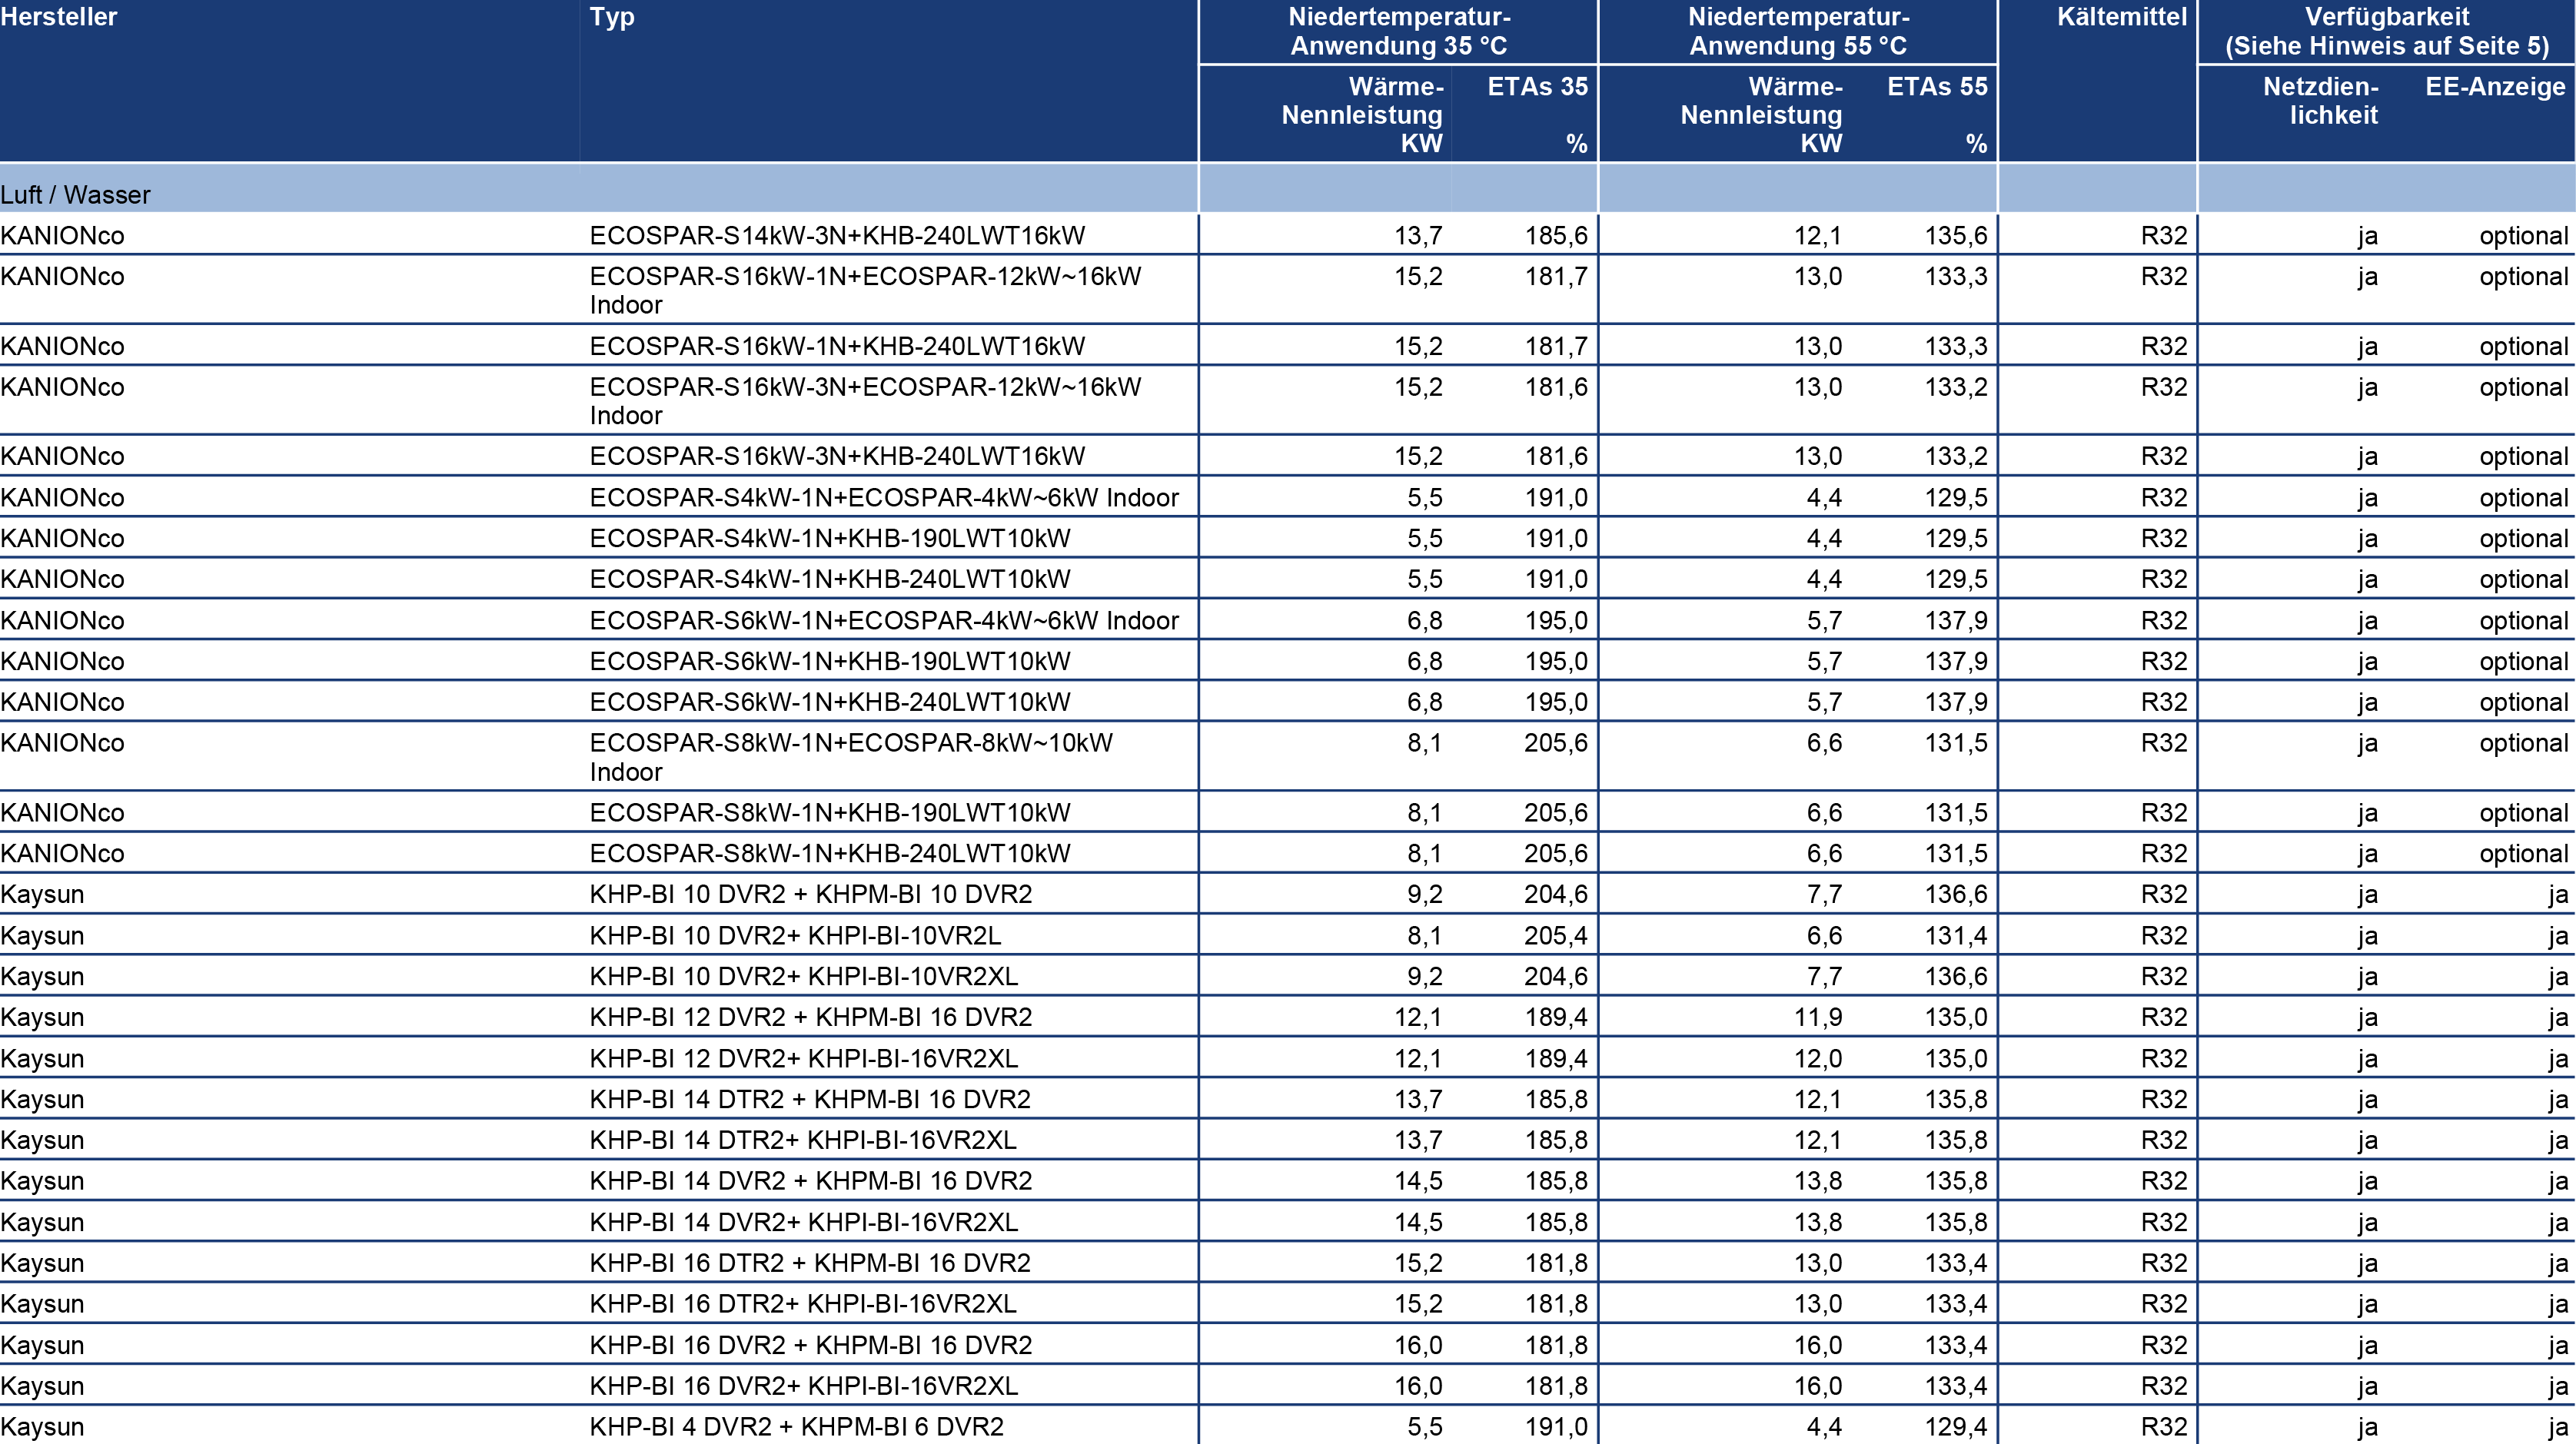 Hersteller Typ Niedertemperatur- Niedertemperatur- Kältemittel Verfügbarkeit
Anwendung 35 °C Anwendung 55 °C (Siehe Hinweis auf Seite 5)
Wärme- ETAs 35 Wärme- ETAs 55 Netzdien- EE-Anzeige
Nennleistung Nennleistung lichkeit
KW % KW %
Luft / Wasser
KANIONco ECOSPAR-S14kW-3N+KHB-240LWT16kW 13,7 185,6 12,1 135,6 R32 ja optional
KANIONco ECOSPAR-S16kW-1N+ECOSPAR-12kW~16kW 15,2 181,7 13,0 133,3 R32 ja optional
Indoor
KANIONco ECOSPAR-S16kW-1N+KHB-240LWT16kW 15,2 181,7 13,0 133,3 R32 ja optional
KANIONco ECOSPAR-S16kW-3N+ECOSPAR-12kW~16kW 15,2 181,6 13,0 133,2 R32 ja optional
Indoor
KANIONco ECOSPAR-S16kW-3N+KHB-240LWT16kW 15,2 181,6 13,0 133,2 R32 ja optional
KANIONco ECOSPAR-S4kW-1N+ECOSPAR-4kW~6kW Indoor 5,5 191,0 4,4 129,5 R32 ja optional
KANIONco ECOSPAR-S4kW-1N+KHB-190LWT10kW 5,5 191,0 4,4 129,5 R32 ja optional
KANIONco ECOSPAR-S4kW-1N+KHB-240LWT10kW 5,5 191,0 4,4 129,5 R32 ja optional
KANIONco ECOSPAR-S6kW-1N+ECOSPAR-4kW~6kW Indoor 6,8 195,0 5,7 137,9 R32 ja optional
KANIONco ECOSPAR-S6kW-1N+KHB-190LWT10kW 6,8 195,0 5,7 137,9 R32 ja optional
KANIONco ECOSPAR-S6kW-1N+KHB-240LWT10kW 6,8 195,0 5,7 137,9 R32 ja optional
KANIONco ECOSPAR-S8kW-1N+ECOSPAR-8kW~10kW 8,1 205,6 6,6 131,5 R32 ja optional
Indoor
KANIONco ECOSPAR-S8kW-1N+KHB-190LWT10kW 8,1 205,6 6,6 131,5 R32 ja optional
KANIONco ECOSPAR-S8kW-1N+KHB-240LWT10kW 8,1 205,6 6,6 131,5 R32 ja optional
Kaysun KHP-BI 10 DVR2 + KHPM-BI 10 DVR2 9,2 204,6 7,7 136,6 R32 ja ja
Kaysun KHP-BI 10 DVR2+ KHPI-BI-10VR2L 8,1 205,4 6,6 131,4 R32 ja ja
Kaysun KHP-BI 10 DVR2+ KHPI-BI-10VR2XL 9,2 204,6 7,7 136,6 R32 ja ja
Kaysun KHP-BI 12 DVR2 + KHPM-BI 16 DVR2 12,1 189,4 11,9 135,0 R32 ja ja
Kaysun KHP-BI 12 DVR2+ KHPI-BI-16VR2XL 12,1 189,4 12,0 135,0 R32 ja ja
Kaysun KHP-BI 14 DTR2 + KHPM-BI 16 DVR2 13,7 185,8 12,1 135,8 R32 ja ja
Kaysun KHP-BI 14 DTR2+ KHPI-BI-16VR2XL 13,7 185,8 12,1 135,8 R32 ja ja
Kaysun KHP-BI 14 DVR2 + KHPM-BI 16 DVR2 14,5 185,8 13,8 135,8 R32 ja ja
Kaysun KHP-BI 14 DVR2+ KHPI-BI-16VR2XL 14,5 185,8 13,8 135,8 R32 ja ja
Kaysun KHP-BI 16 DTR2 + KHPM-BI 16 DVR2 15,2 181,8 13,0 133,4 R32 ja ja
Kaysun KHP-BI 16 DTR2+ KHPI-BI-16VR2XL 15,2 181,8 13,0 133,4 R32 ja ja
Kaysun KHP-BI 16 DVR2 + KHPM-BI 16 DVR2 16,0 181,8 16,0 133,4 R32 ja ja
Kaysun KHP-BI 16 DVR2+ KHPI-BI-16VR2XL 16,0 181,8 16,0 133,4 R32 ja ja
Kaysun KHP-BI 4 DVR2 + KHPM-BI 6 DVR2 5,5 191,0 4,4 129,4 R32 ja ja